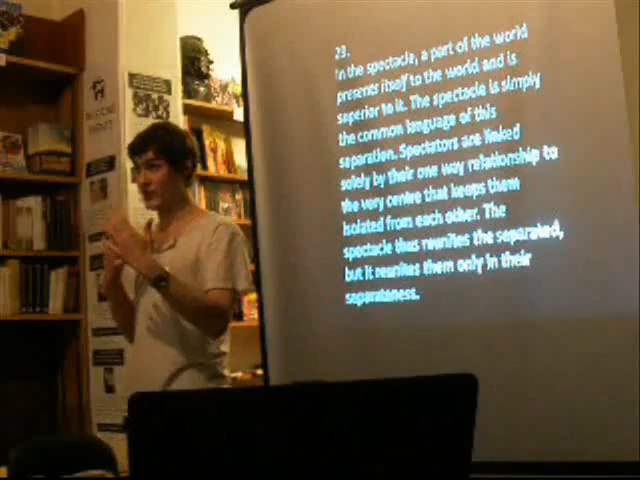 23.
In the spectacle, a part of the world
presents itself to the world and is
superior to it. The spectacle is simply
the common language of this
separation. Spectators are linked
solely by their one way relationship to
the very centre that keeps them
isolated from each other. The
spectacle thus reunites the separated,
but it reunites them only in their
separateness.